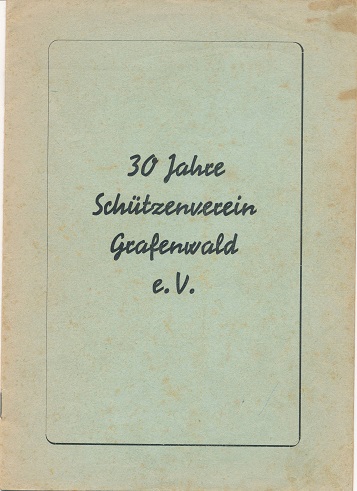 30 Jahre
Schützenverein
Grafenwald
e. V.